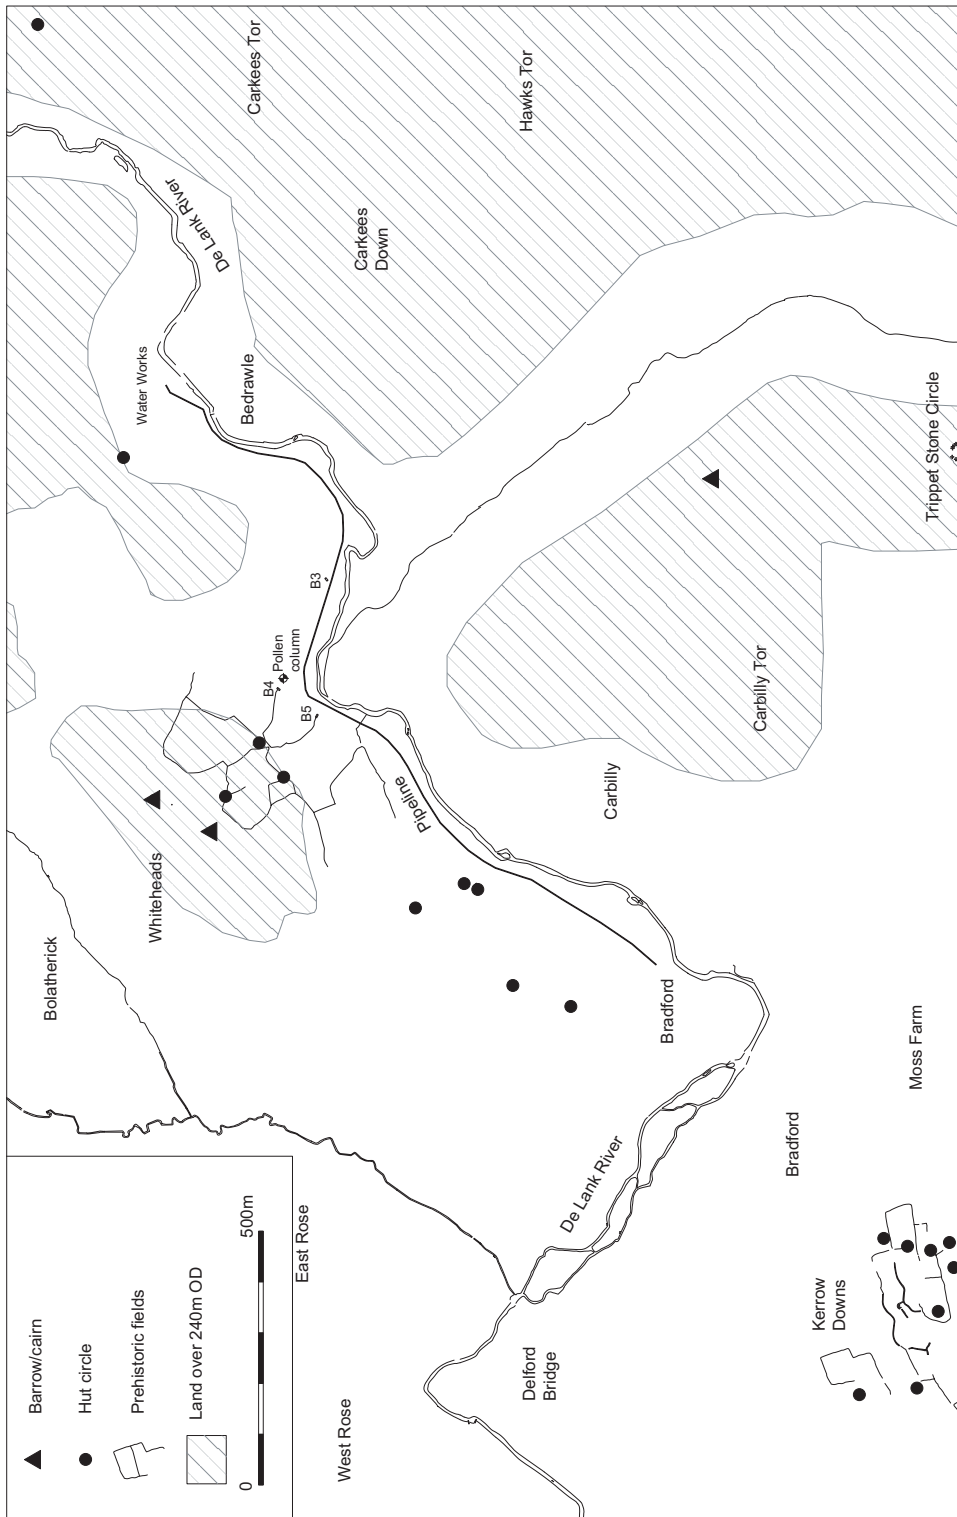 Barrow/cairn
Hut circle
Prehistoric fields
Land over 240m OD
0
500m
West Rose
East Rose
Delford
Bridge
De Lank River
Kerrow
Downs
Bradford
Moss Farm
Bradford
Bolatherick
Whiteheads
Pipeline
Carbilly
Carbilly Tor
B5
B4
Pollen
column
B3
Trippet Stone Circle
Water Works
Bedrawle
De Lank River
Carkees
Down
Carkees Tor
Hawks Tor